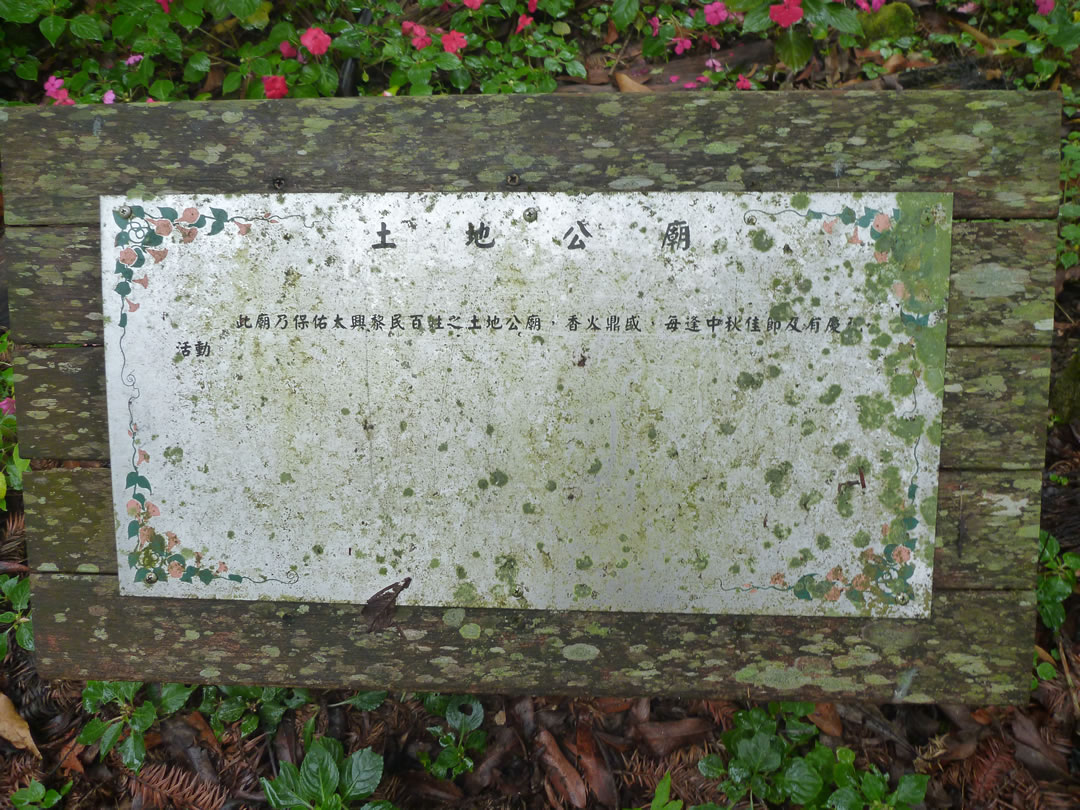 土地公廟
此廟乃保佑太興黎民百姓之土地公廟，香火鼎盛，每逢中秋佳節及有慶
活動